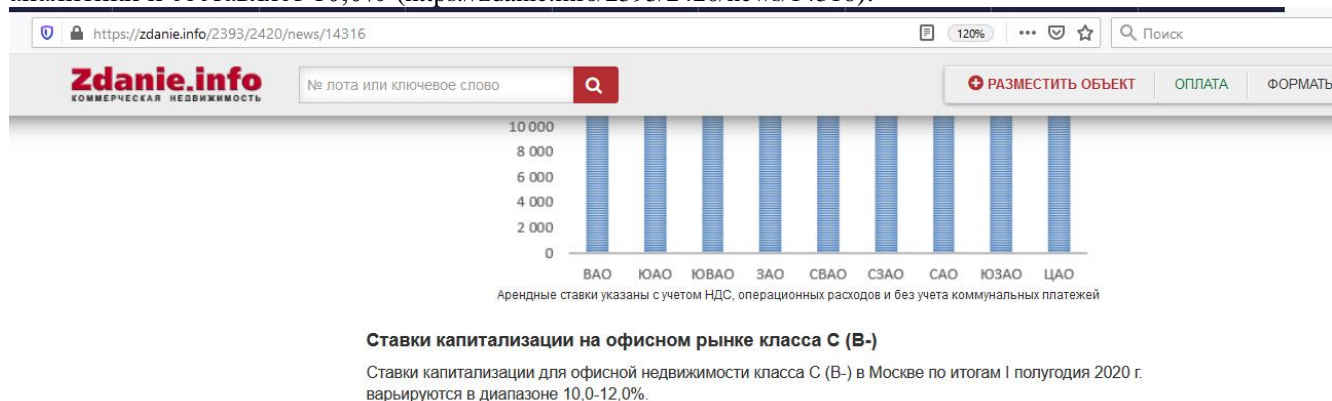 https://zdanie.info/2393/2420/news/14316
120%
Поиск
Zdanie.info
КОММЕРЧЕСКАЯ НЕДВИЖИМОСТЬ
№ лота или ключевое слово
РАЗМЕСТИТЬ ОБЪЕКТ
ОПЛАТА
ФОРМАТЫ
10 000
8 000
6 000
4 000
2 000
0
ВАО ЮАО ЮВАО ЗАО СВАО СЗАО САО ЮЗАО ЦАО
Арендные ставки указаны с учетом НДС, операционных расходов и без учета коммунальных платежей
Ставки капитализации на офисном рынке класса С (В-)
Ставки капитализации для офисной недвижимости класса С (В-) в Москве по итогам I полугодия 2020 г.
варьируются в диапазоне 10,0-12,0%.